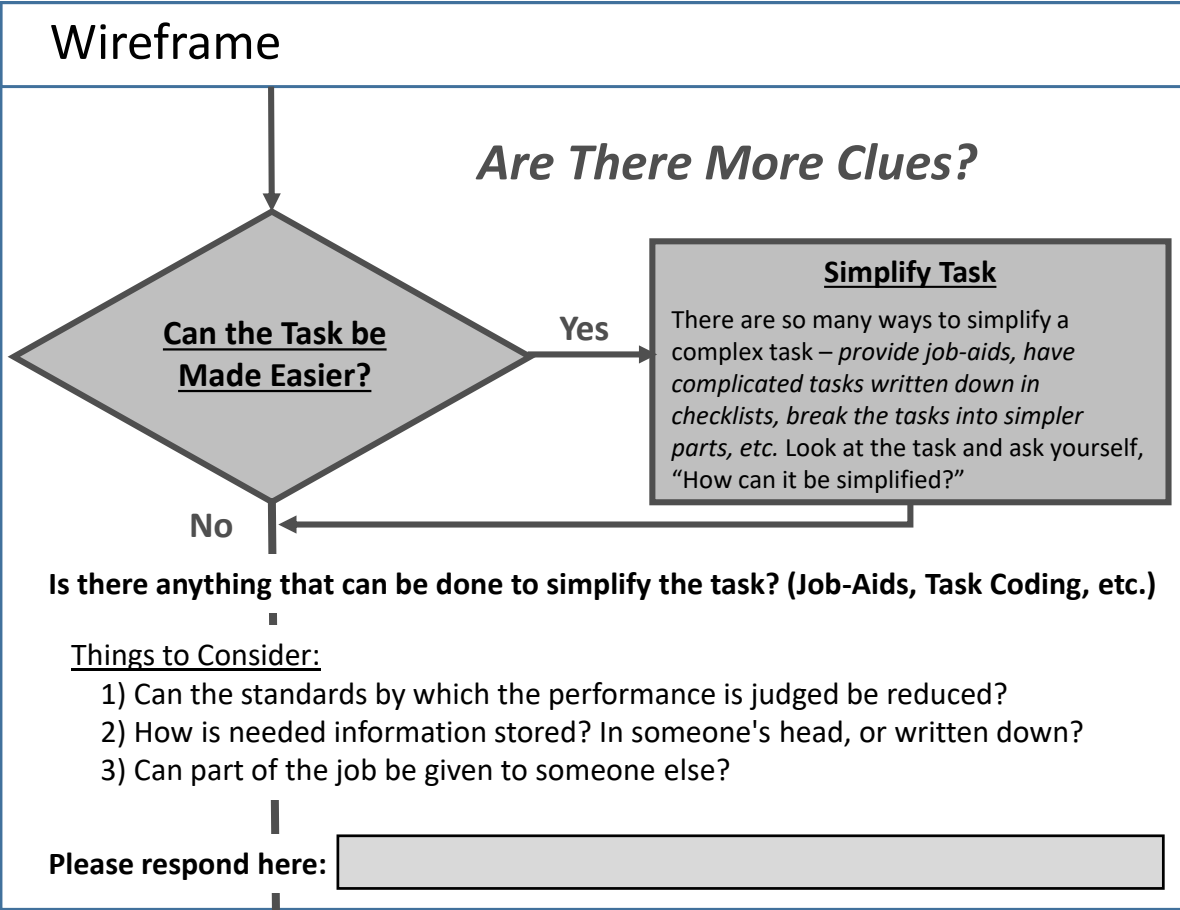 Wireframe
Are There More Clues?
Can the Task be
Made Easier?
Yes
Simplify Task
There are so many ways to simplify a
complex task – provide job-aids, have
complicated tasks written down in
checklists, break the tasks into simpler
parts, etc. Look at the task and ask yourself,
“How can it be simplified?”
No
Is there anything that can be done to simplify the task? (Job-Aids, Task Coding, etc.)
Things to Consider:
1) Can the standards by which the performance is judged be reduced?
2) How is needed information stored? In someone's head, or written down?
3) Can part of the job be given to someone else?
Please respond here: